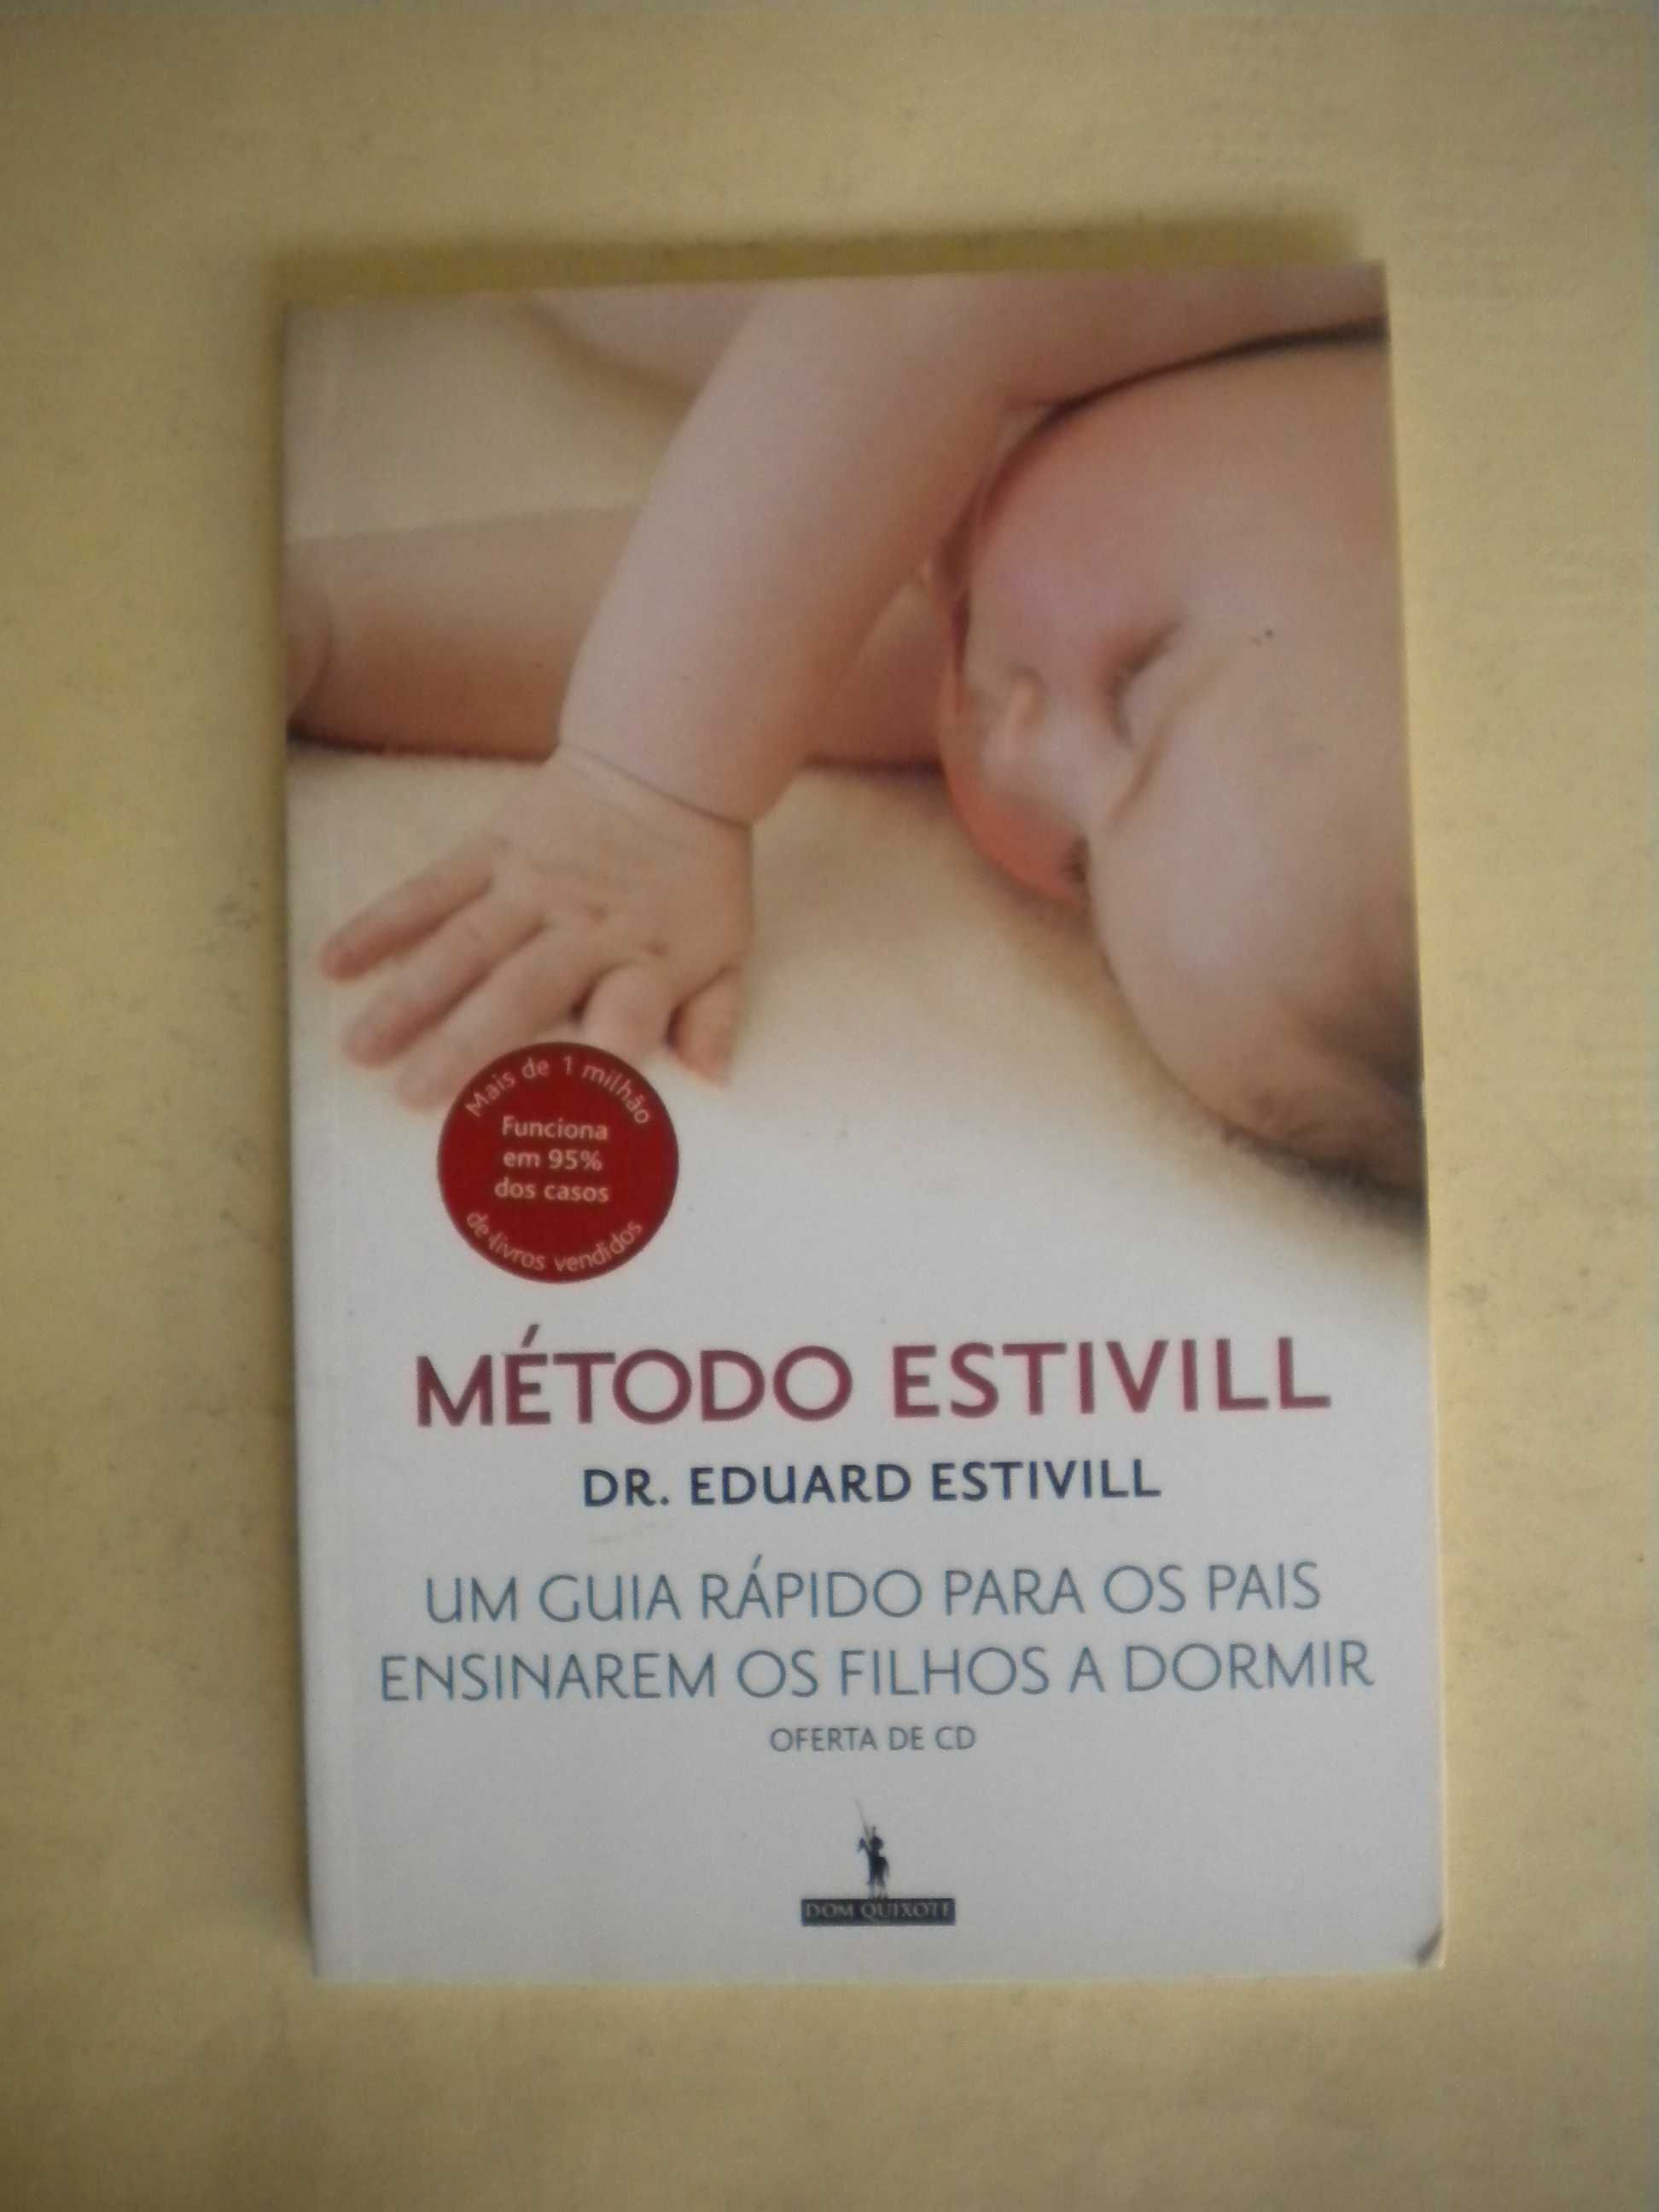 Mais de 1 milhão
Funciona
em 95%
dos casos
de livros vendidos
MÉTODO ESTIVILL
DR. EDUARD ESTIVILL
UM GUIA RÁPIDO PARA OS PAIS
ENSINAREM OS FILHOS A DORMIR
OFERTA DE CD
DOM QUIXOTE